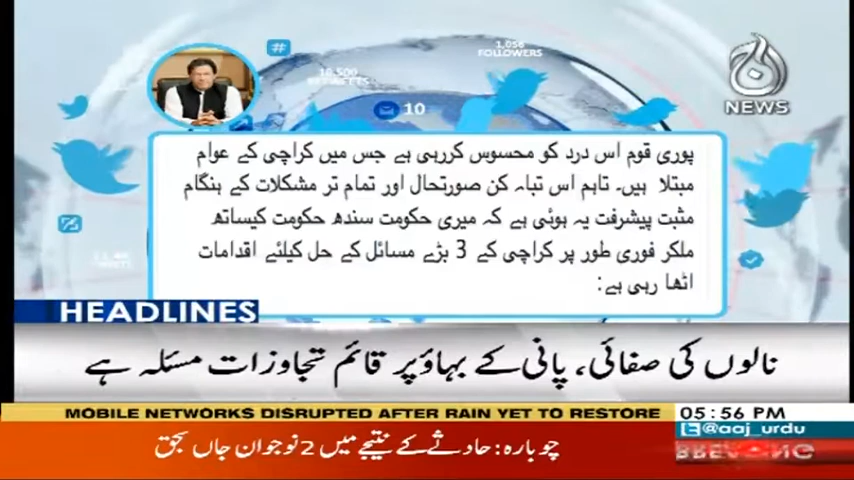 #
1,056
FOLLOWERS
10,500
10
NEWS
پوری قوم اس درد کو محسوس کررہی ہے جس میں کراچی کے عوام
مبتلا ہیں۔ تاہم اس تباہ کن صورتحال اور تمام تر مشکلات کے ہنگام
مثبت پیشرفت یہ ہوئی ہے کہ میری حکومت سندھ حکومت کیساتھ
ملکر فوری طور پر کراچی کے 3 بڑے مسائل کے حل کیلئے اقدامات
اٹھا رہی ہے:
HEADLINES
نالوں کی صفائی، پانی کے بہاؤ پر قائم تجاوزات مسئلہ ہے
MOBILE NETWORKS DISRUPTED AFTER RAIN YET TO RESTORE
05:56 PM
@aaj_urdu
چوبارہ: حادثے کے نتیجے میں 2 نوجوان جاں بحق